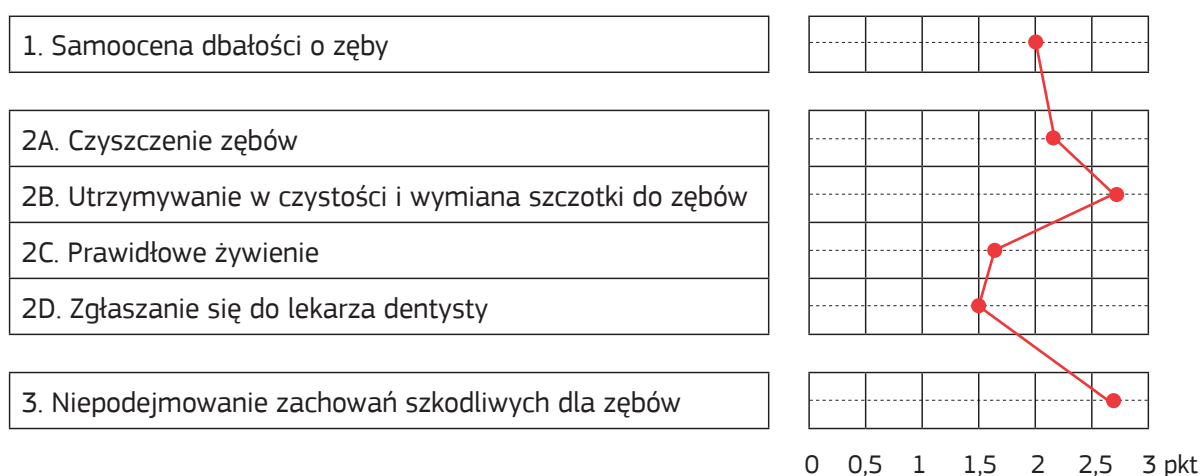 1. Samoocena dbałości o zęby
2A. Czyszczenie zębów
2B. Utrzymywanie w czystości i wymiana szczotki do zębów
2C. Prawidłowe żywienie
2D. Zgłaszanie się do lekarza dentysty
3. Niepodejmowanie zachowań szkodliwych dla zębów
0 0,5 1 1,5 2 2,5 3 pkt